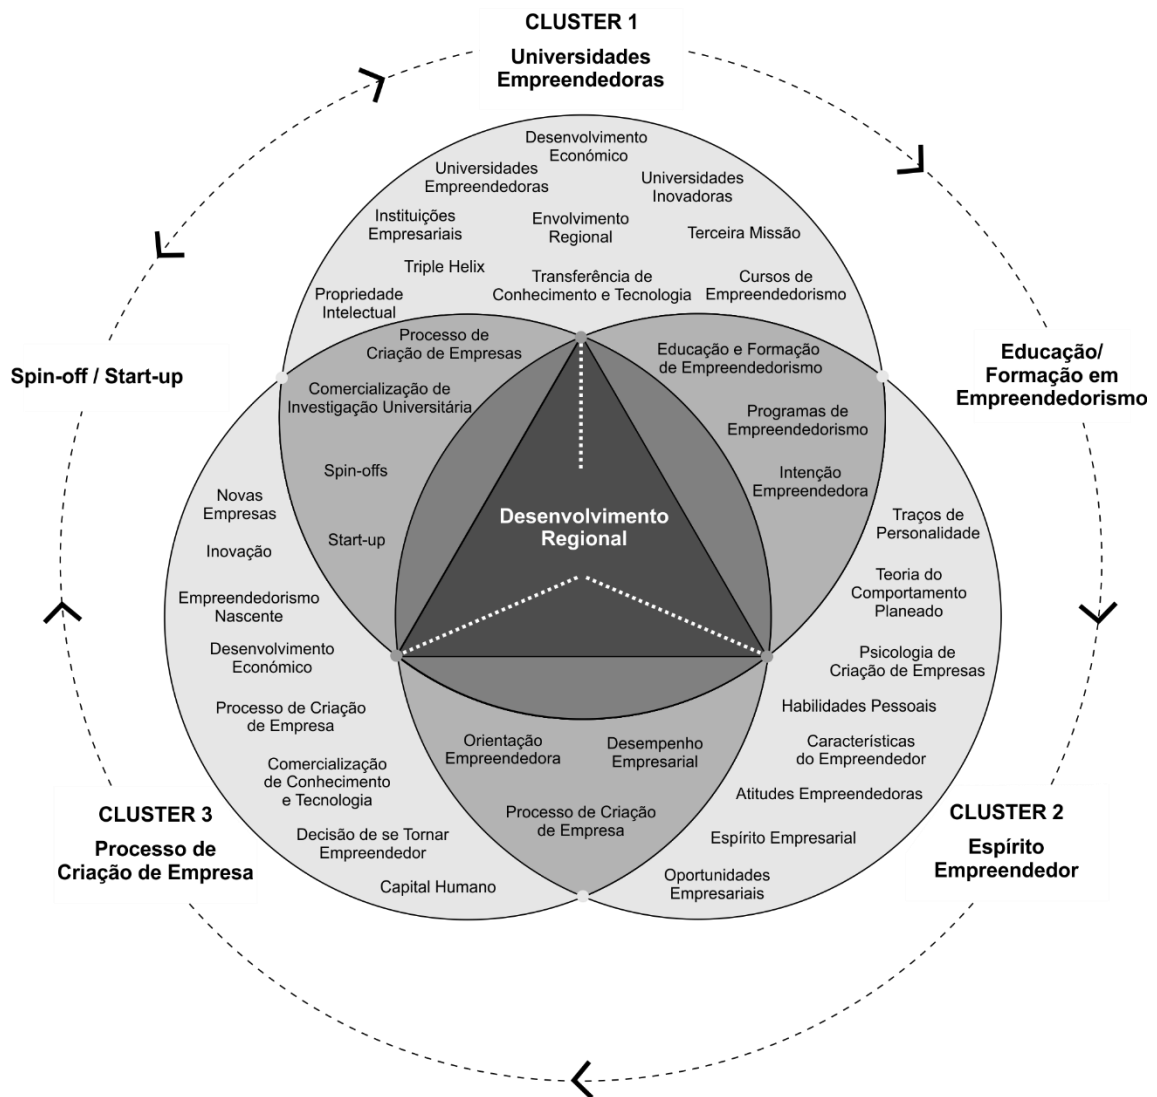 CLUSTER 1
Universidades
Empreendedoras
Desenvolvimento
Económico
Universidades
Empreendedoras
Universidades
Inovadoras
Instituições
Empresariais
Envolvimento
Regional
Terceira Missão
Triple Helix
Transferência de
Conhecimento e Tecnologia
Cursos de
Empreendedorismo
Propriedade
Intelectual
Processo de
Criação de Empresas
Educação e Formação
de Empreendedorismo
Spin-off / Start-up
Educação/
Formação em
Empreendedorismo
Comercialização de
Investigação Universitária
Programas de
Empreendedorismo
Spin-offs
Intenção
Empreendedora
Start-up
Novas
Empresas
Inovação
Empreendedorismo
Nascente
Desenvolvimento
Económico
Processo de Criação
de Empresa
Comercialização
de Conhecimento
e Tecnologia
Decisão de se Tornar
Empreendedor
Capital Humano
Desenvolvimento
Regional
Traços de
Personalidade
Teoria do
Comportamento
Planeado
Psicologia de
Criação de Empresas
Habilidades Pessoais
Características
do Empreendedor
Atitudes Empreendedoras
Espírito Empresarial
Oportunidades
Empresariais
Orientação
Empreendedora
Desempenho
Empresarial
Processo de Criação
de Empresa
CLUSTER 3
Processo de
Criação de Empresa
CLUSTER 2
Espírito
Empreendedor